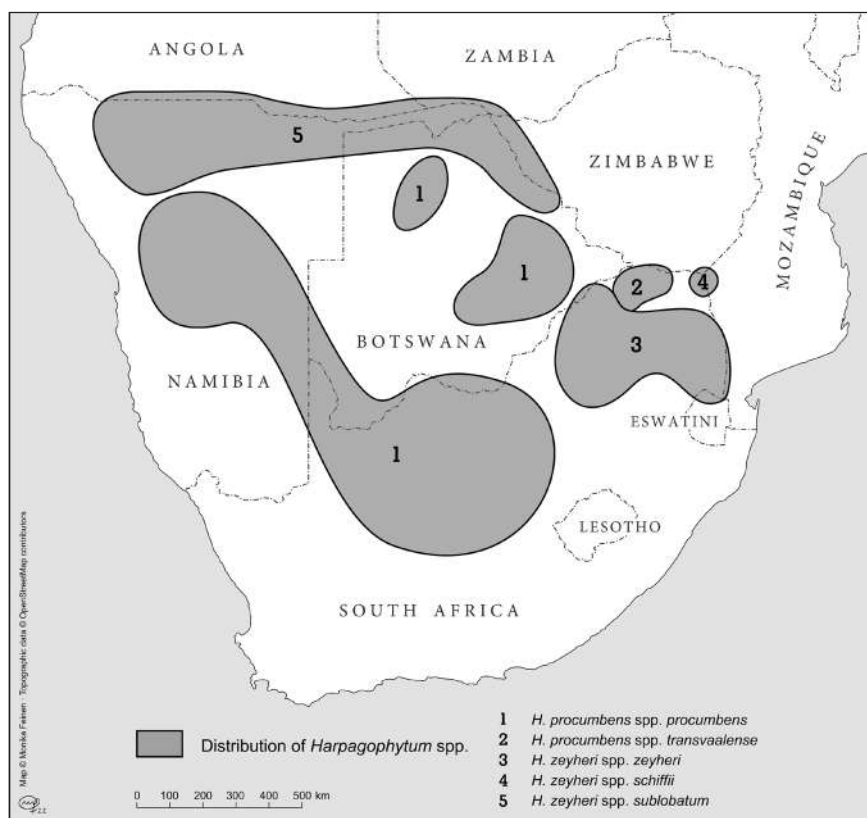 ANGOLA
ZAMBIA
5
ZIMBABWE
MOZAMBIQUE
1
1
2
4
BOTSWANA
3
NAMIBIA
ESWATINI
1
LESOTHO
SOUTH AFRICA
Map © Monika Feinen · Topographic data © OpenStreetMap contributors
Distribution of Harpagophytum spp.
0 100 200 300 500 km
1 H. procumbens spp. procumbens
2 H. procumbens spp. transvaalense
3 H. zeyheri spp. zeyheri
4 H. zeyheri spp. schiffii
5 H. zeyheri spp. sublobatum